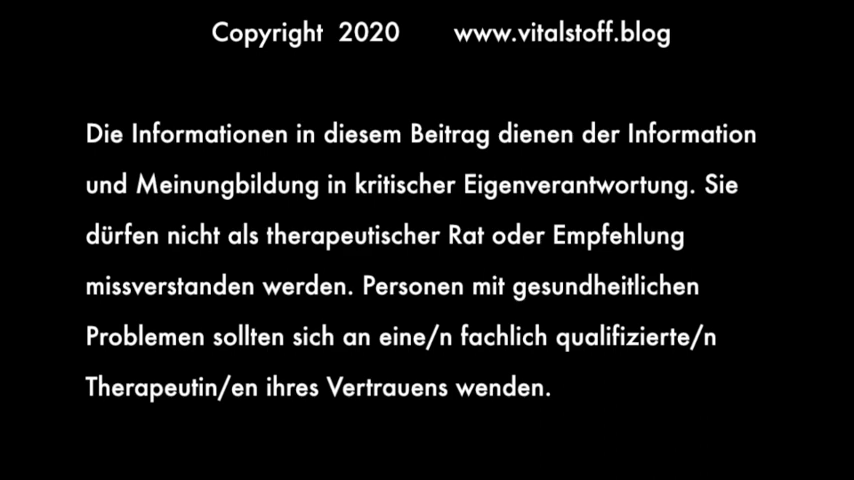 Copyright 2020 www.vitalstoff.blog
Die Informationen in diesem Beitrag dienen der Information
und Meinungbildung in kritischer Eigenverantwortung. Sie
dürfen nicht als therapeutischer Rat oder Empfehlung
missverstanden werden. Personen mit gesundheitlichen
Problemen sollten sich an eine/n fachlich qualifizierte/n
Therapeutin/en ihres Vertrauens wenden.